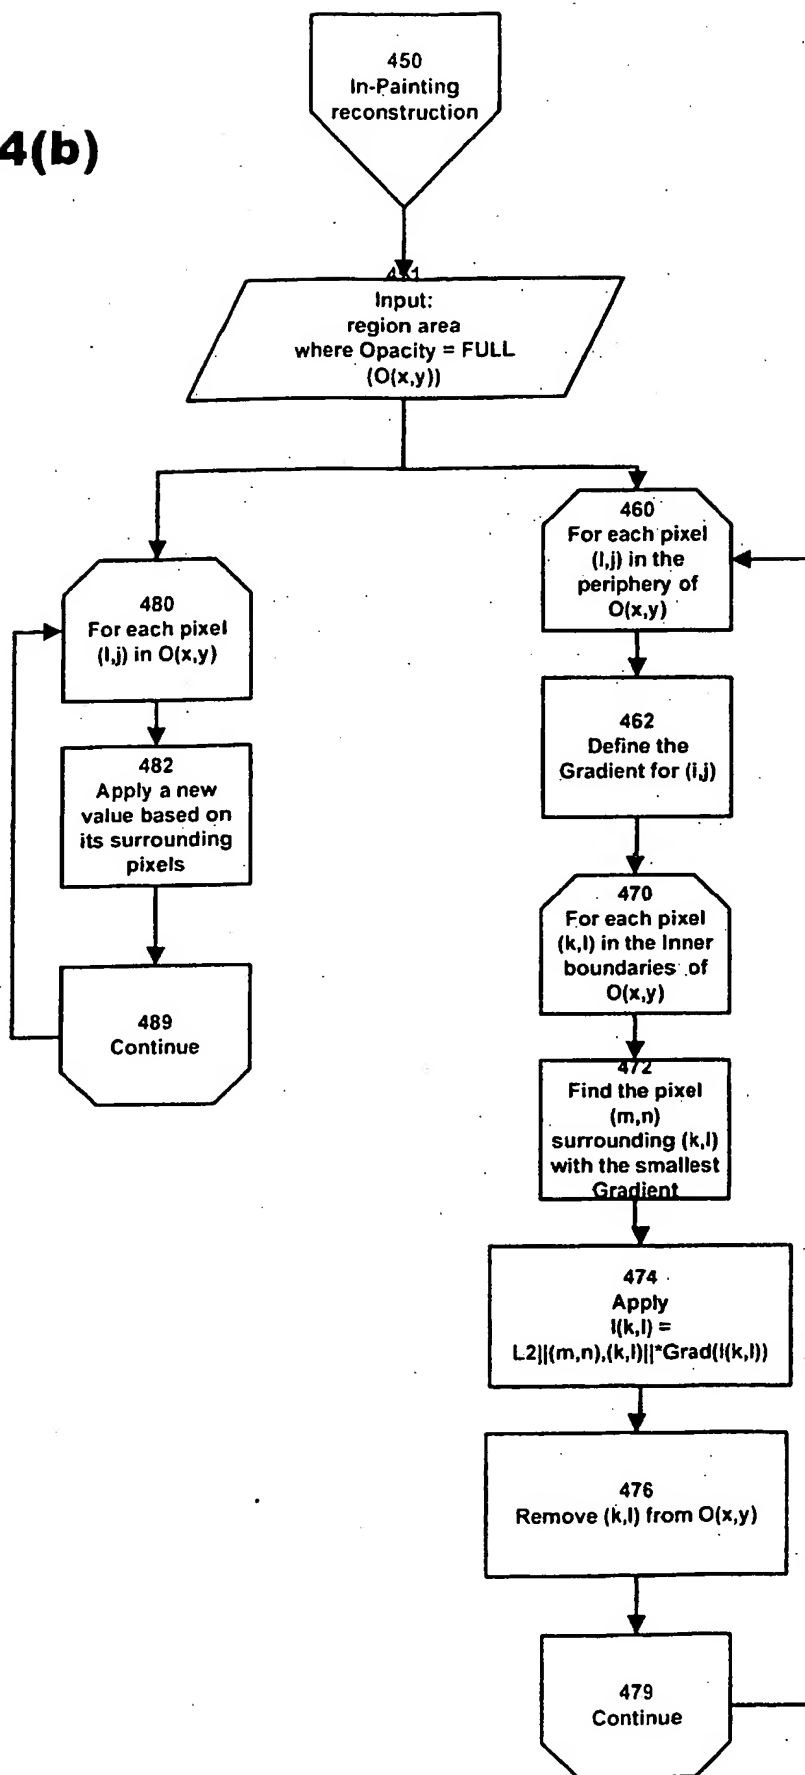 450
In-Painting
reconstruction
4(b)
451
Input:
region area
where Opacity = FULL
(O(x,y))
460
For each pixel
(I,j) in the
periphery of
O(x,y)
480
For each pixel
(I,j) in O(x,y)
462
Define the
Gradient for (i,j)
482
Apply a new
value based on
its surrounding
pixels
470
For each pixel
(k,l) in the Inner
boundaries of
O(x,y)
489
Continue
472
Find the pixel
(m,n)
surrounding (k,l)
with the smallest
Gradient
474
Apply
I(k,l) =
L2||(m,n),(k,l)||*Grad(I(k,l))
476
Remove (k,l) from O(x,y)
479
Continue